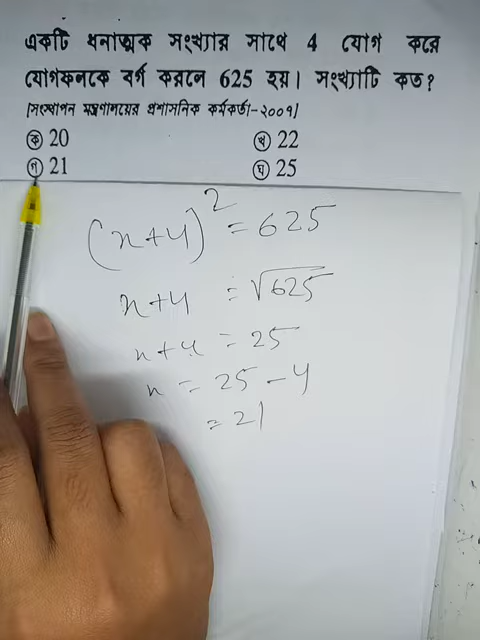 একটি ধনাত্মক সংখ্যার সাথে 4 যোগ করে
যোগফলকে বর্গ করলে 625 হয়। সংখ্যাটি কত?
[সংস্থাপন মন্ত্রণালয়ের প্রশাসনিক কর্মকর্তা-২০০৭]
ক 20 খ 22
গ 21 ঘ 25
(x+4)² = 625
x+4 = √625
x+4 = 25
x = 25 - 4
= 21